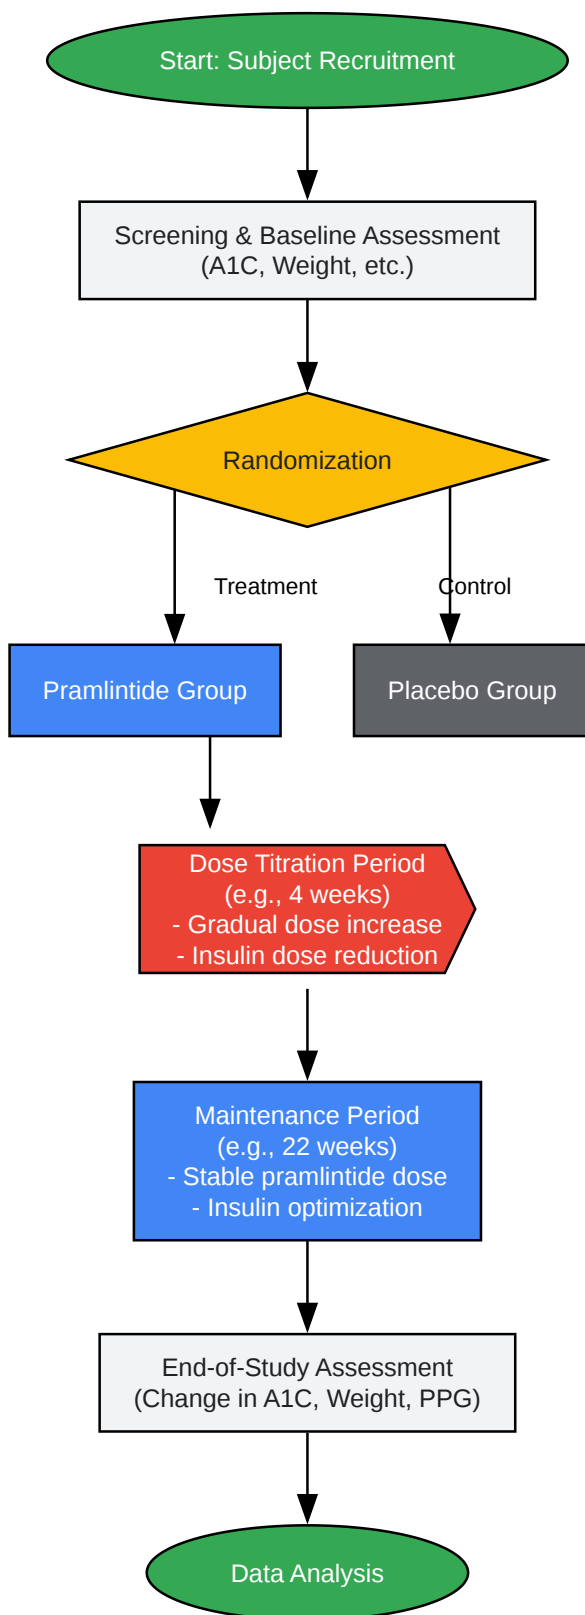 Start: Subject Recruitment
Screening & Baseline Assessment
(A1C, Weight, etc.)
Randomization
Treatment
Control
Pramlintide Group
Placebo Group
Dose Titration Period
(e.g., 4 weeks)
- Gradual dose increase
- Insulin dose reduction
Maintenance Period
(e.g., 22 weeks)
- Stable pramlintide dose
- Insulin optimization
End-of-Study Assessment
(Change in A1C, Weight, PPG)
Data Analysis